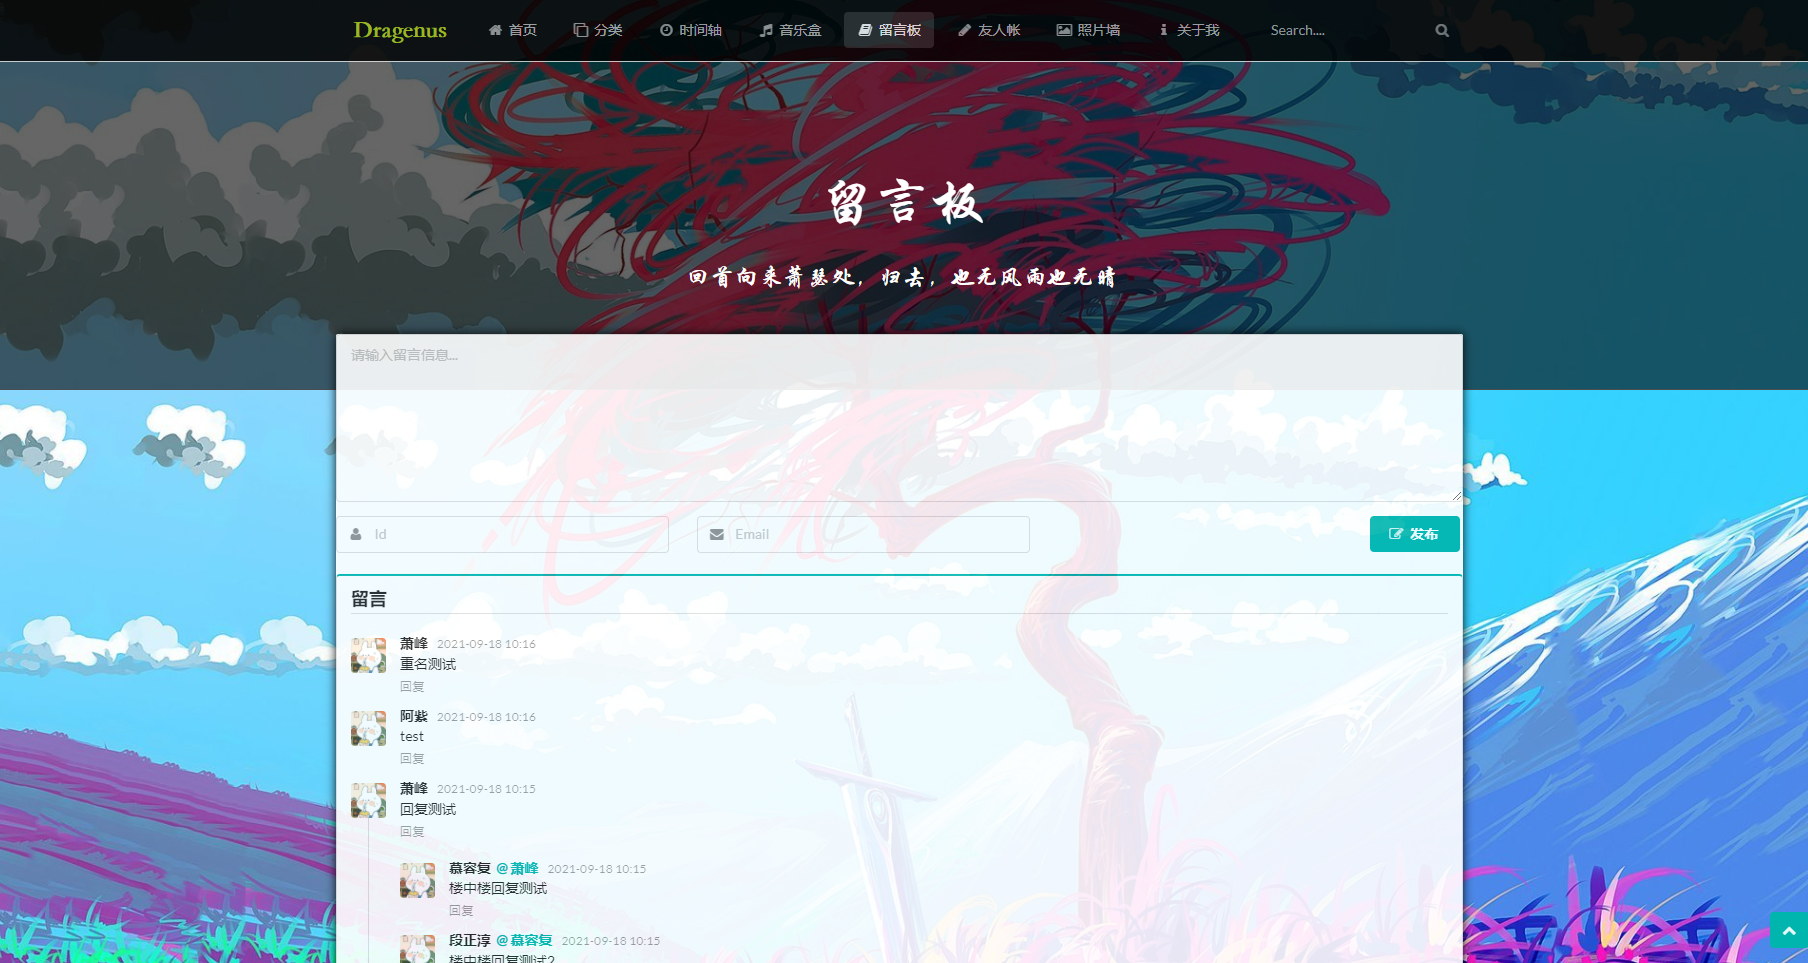 Dragenus 首页 分类 时间轴 音乐盒 留言板 友人帐 照片墙 关于我 Search....
留言板
回首向来萧瑟处，归去，也无风雨也无晴
请输入留言信息...
Id Email 发布
留言
萧峰 2021-09-18 10:16
重名测试
回复
阿紫 2021-09-18 10:16
test
回复
萧峰 2021-09-18 10:15
回复测试
回复
慕容复 @萧峰 2021-09-18 10:15
楼中楼回复测试
回复
段正淳 @慕容复 2021-09-18 10:15
楼中楼回复测试2